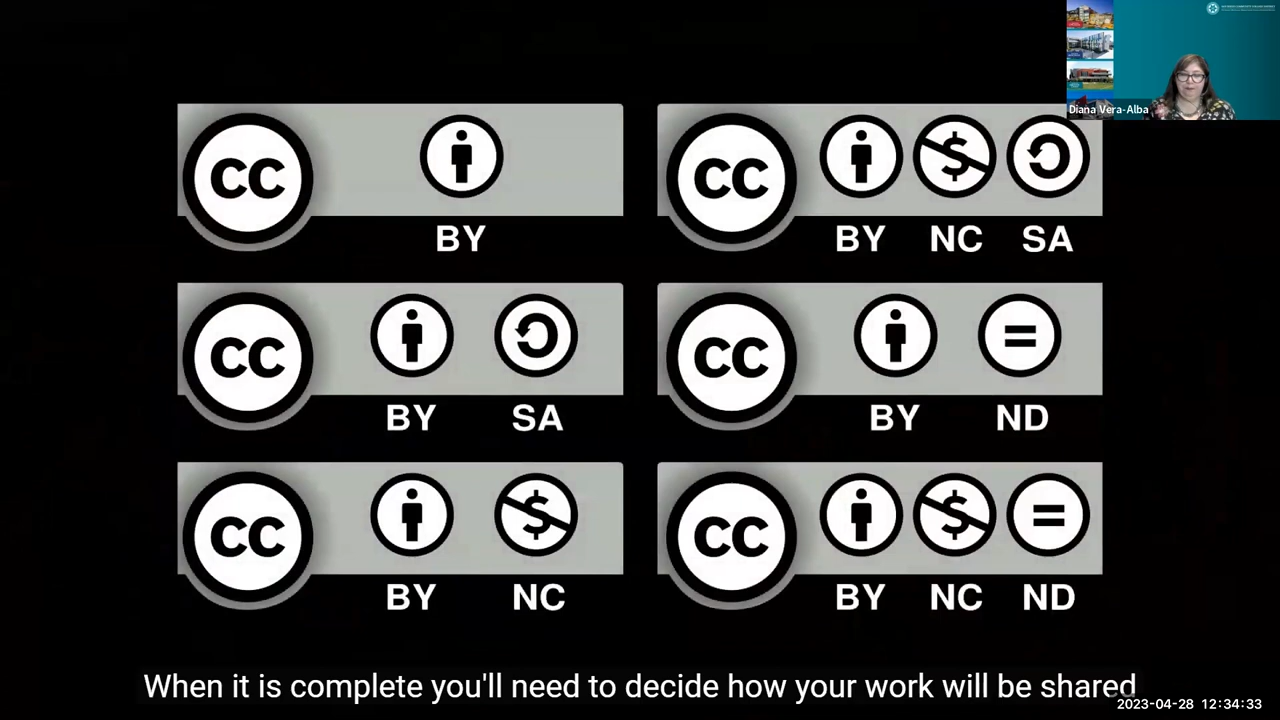 Diana Vera-Alba
CC
BY
CC
BY NC SA
CC
BY SA
CC
BY ND
CC
BY NC
CC
BY NC ND
When it is complete you'll need to decide how your work will be shared
2023-04-28 12:34:33